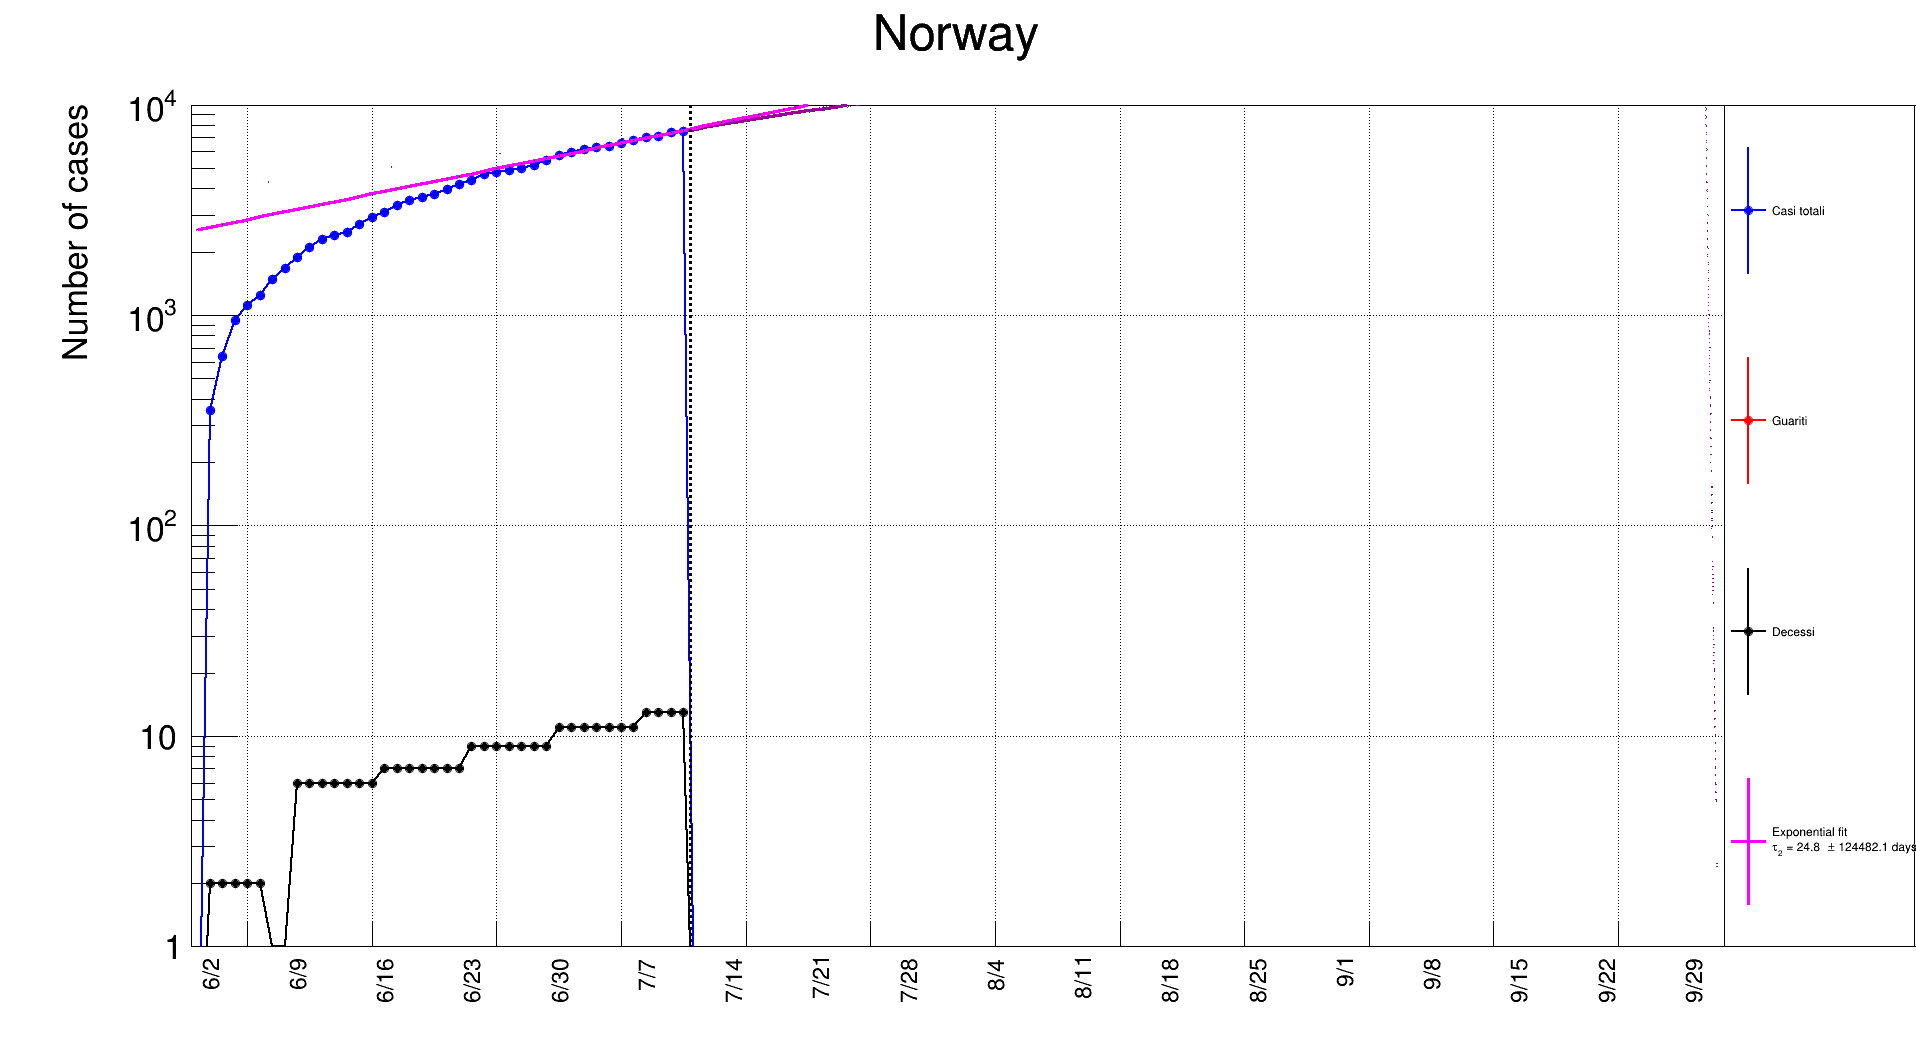 Norway
Number of cases
10^4
10^3
10^2
10
1
6/2 6/9 6/16 6/23 6/30 7/7 7/14 7/21 7/28 8/4 8/11 8/18 8/25 9/1 9/8 9/15 9/22 9/29
Casi totali
Guariti
Decessi
Exponential fit
τ_2 = 24.8 ± 124482.1 days